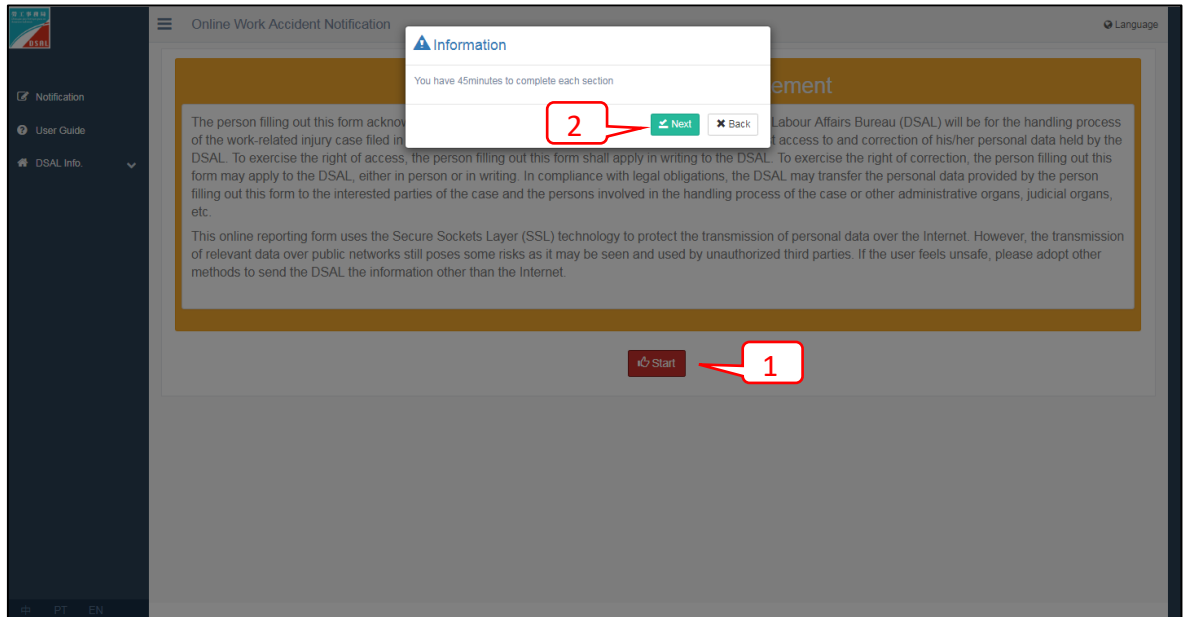 勞工事務局
DSAL
Online Work Accident Notification
Language
Information
You have 45minutes to complete each section
2
Next
Back
Notification
User Guide
DSAL Info.
ement
The person filling out this form acknow Labour Affairs Bureau (DSAL) will be for the handling process
of the work-related injury case filed in t access to and correction of his/her personal data held by the
DSAL. To exercise the right of access, the person filling out this form shall apply in writing to the DSAL. To exercise the right of correction, the person filling out this
form may apply to the DSAL, either in person or in writing. In compliance with legal obligations, the DSAL may transfer the personal data provided by the person
filling out this form to the interested parties of the case and the persons involved in the handling process of the case or other administrative organs, judicial organs,
etc.
This online reporting form uses the Secure Sockets Layer (SSL) technology to protect the transmission of personal data over the Internet. However, the transmission
of relevant data over public networks still poses some risks as it may be seen and used by unauthorized third parties. If the user feels unsafe, please adopt other
methods to send the DSAL the information other than the Internet.
Start
1
中 PT EN